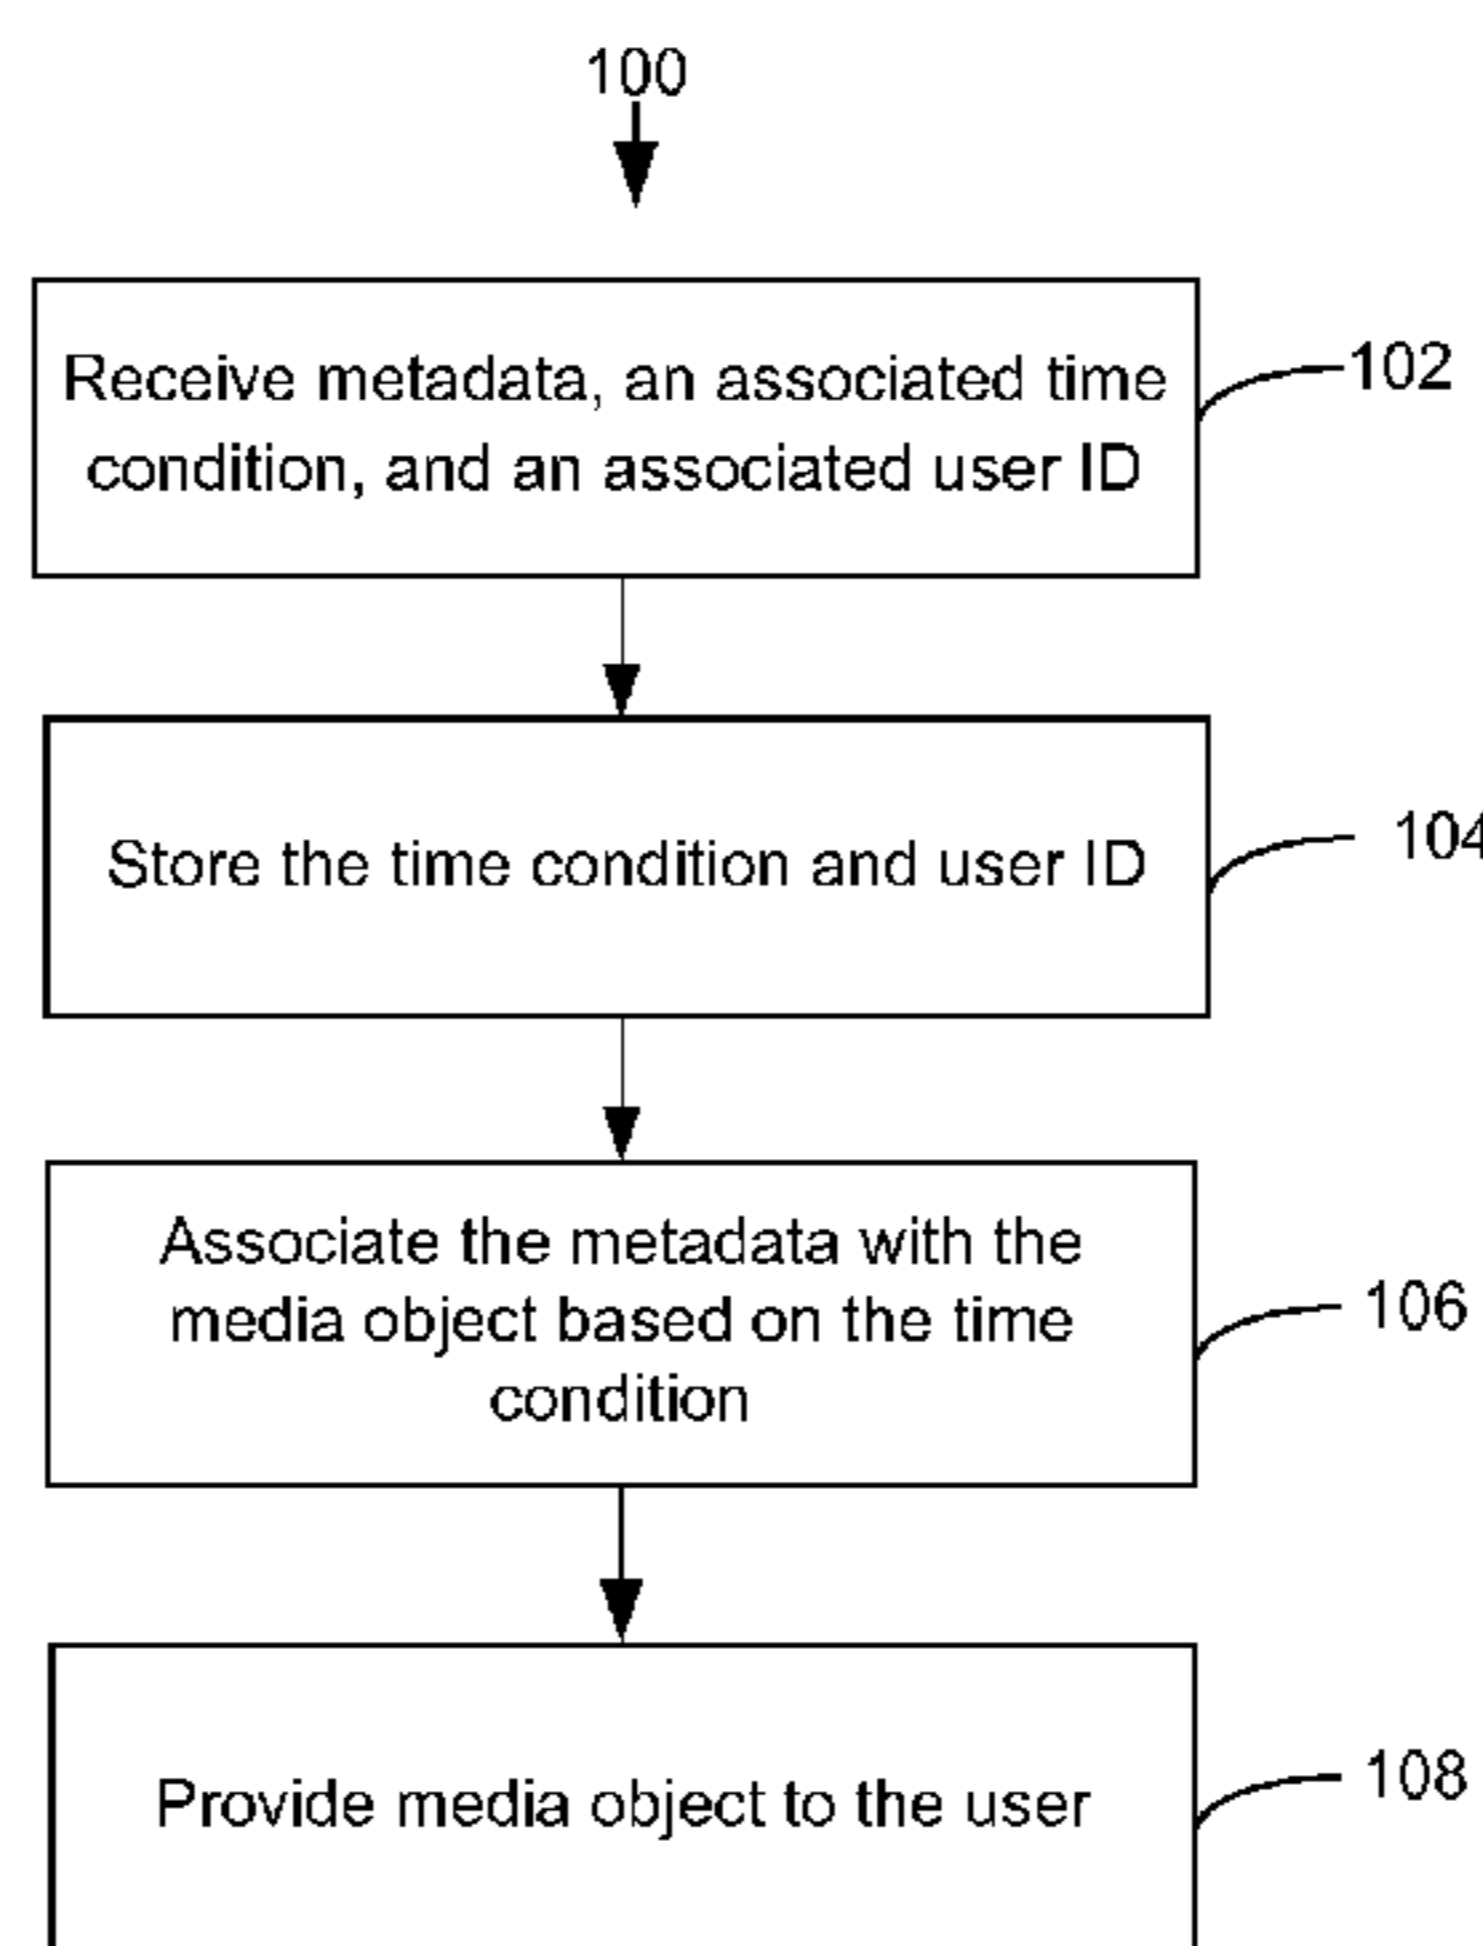 100
Receive metadata, an associated time
condition, and an associated user ID
102
Store the time condition and user ID
104
Associate the metadata with the
media object based on the time
condition
106
Provide media object to the user
108